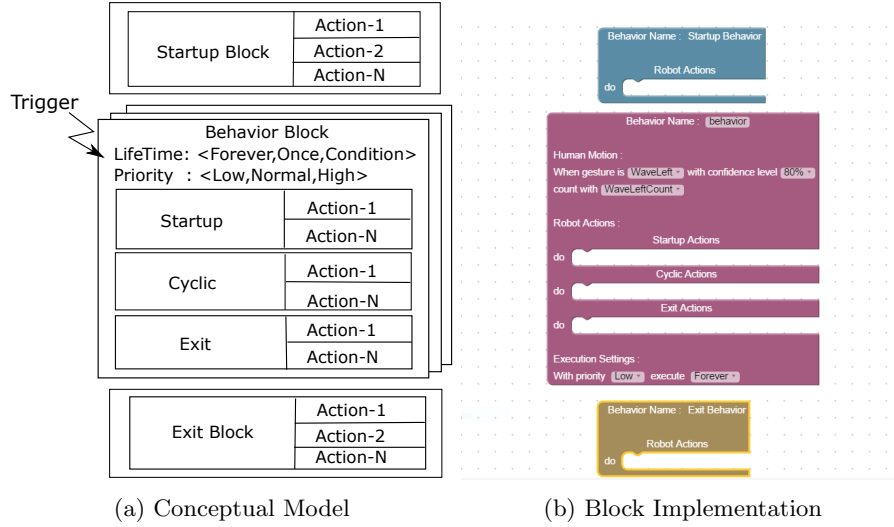 Startup Block
Action-1
Action-2
Action-N
Trigger
Behavior Block
LifeTime: <Forever,Once,Condition>
Priority : <Low,Normal,High>
Startup
Action-1
Action-N
Cyclic
Action-1
Action-N
Exit
Action-1
Action-N
Exit Block
Action-1
Action-2
Action-N
(a) Conceptual Model
Behavior Name : Startup Behavior
Robot Actions
do
Behavior Name : behavior
Human Motion :
When gesture is WaveLeft with confidence level 80%
count with WaveLeftCount
Robot Actions :
Startup Actions
do
Cyclic Actions
do
Exit Actions
do
Execution Settings :
With priority Low execute Forever
Behavior Name : Exit Behavior
Robot Actions
do
(b) Block Implementation